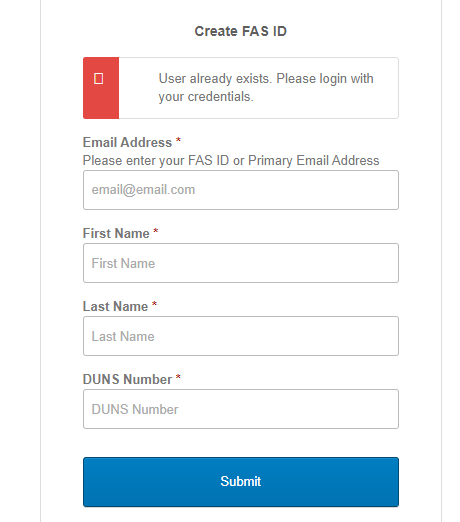 Create FAS ID
User already exists. Please login with
your credentials.
Email Address *
Please enter your FAS ID or Primary Email Address
email@email.com
First Name *
First Name
Last Name *
Last Name
DUNS Number *
DUNS Number
Submit